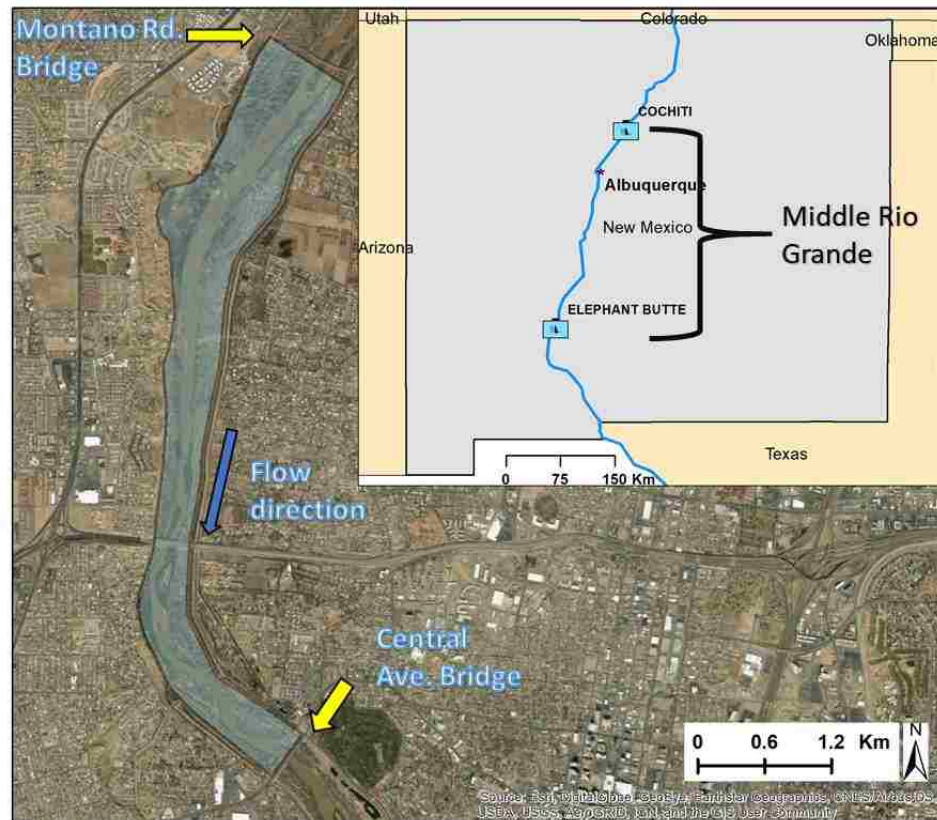 Montano Rd.
Bridge
Utah
Colorado
Oklahoma
COCHITI
Albuquerque
New Mexico
Arizona
Middle Rio
Grande
ELEPHANT BUTTE
Texas
0 75 150 Km
Flow
direction
Central
Ave. Bridge
0 0.6 1.2 Km
N
Source: Esri, DigitalGlobe, GeoEye, Earthstar Geographics, CNES/Airbus DS,
USDA, USGS, AeroGRID, IGN, and the GIS User Community